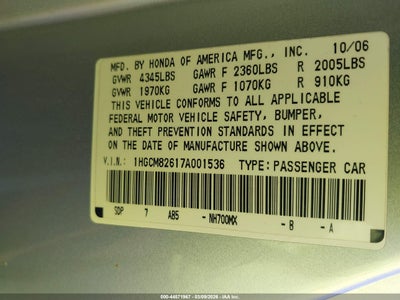 MFD. BY HONDA OF AMERICA MFG., INC. 10/06
GVWR 4345LBS GAWR F 2360LBS R 2005LBS
GVWR 1970KG GAWR F 1070KG R 910KG
THIS VEHICLE CONFORMS TO ALL APPLICABLE
FEDERAL MOTOR VEHICLE SAFETY, BUMPER,
AND THEFT PREVENTION STANDARDS IN EFFECT
ON THE DATE OF MANUFACTURE SHOWN ABOVE.
V.I.N.: 1HGCM82617A001536 TYPE: PASSENGER CAR
SDP 7 A85 - NH700MX - B - A
500-44671967 - 03/09/2026 - IAA Inc.